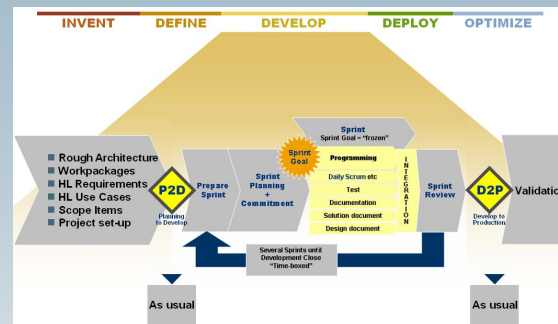 INVENT DEFINE DEVELOP DEPLOY OPTIMIZE
Sprint
Sprint Goal = "frozen"
Rough Architecture
Workpackages
HL Requirements
HL Use Cases
Scope Items
Project set-up
P2D
Planning
to Develop
Prepare
Sprint
Sprint
Planning
+
Commitment
Sprint
Goal
Programming
Daily Scrum etc
Test
Documentation
Solution document
Design document
INTEGRATION
Sprint
Review
D2P
Develop to
Production
Validation
Several Sprints until
Development Close
"Time-boxed"
As usual
As usual